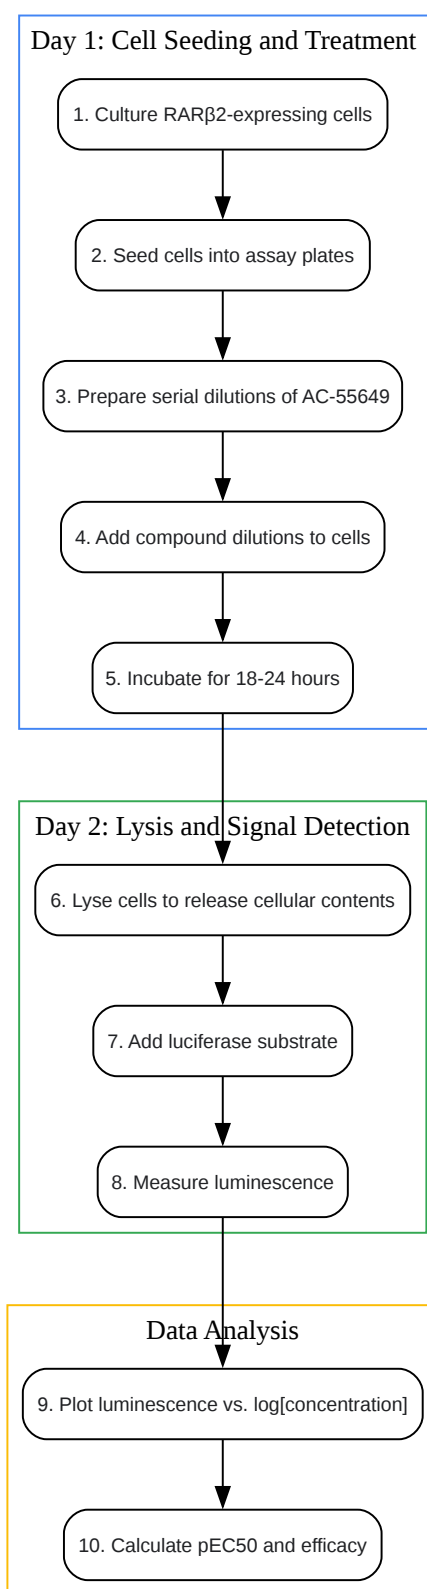 Day 1: Cell Seeding and Treatment
1. Culture RARβ2-expressing cells
2. Seed cells into assay plates
3. Prepare serial dilutions of AC-55649
4. Add compound dilutions to cells
5. Incubate for 18-24 hours
Day 2: Lysis and Signal Detection
6. Lyse cells to release cellular contents
7. Add luciferase substrate
8. Measure luminescence
Data Analysis
9. Plot luminescence vs. log[concentration]
10. Calculate pEC50 and efficacy